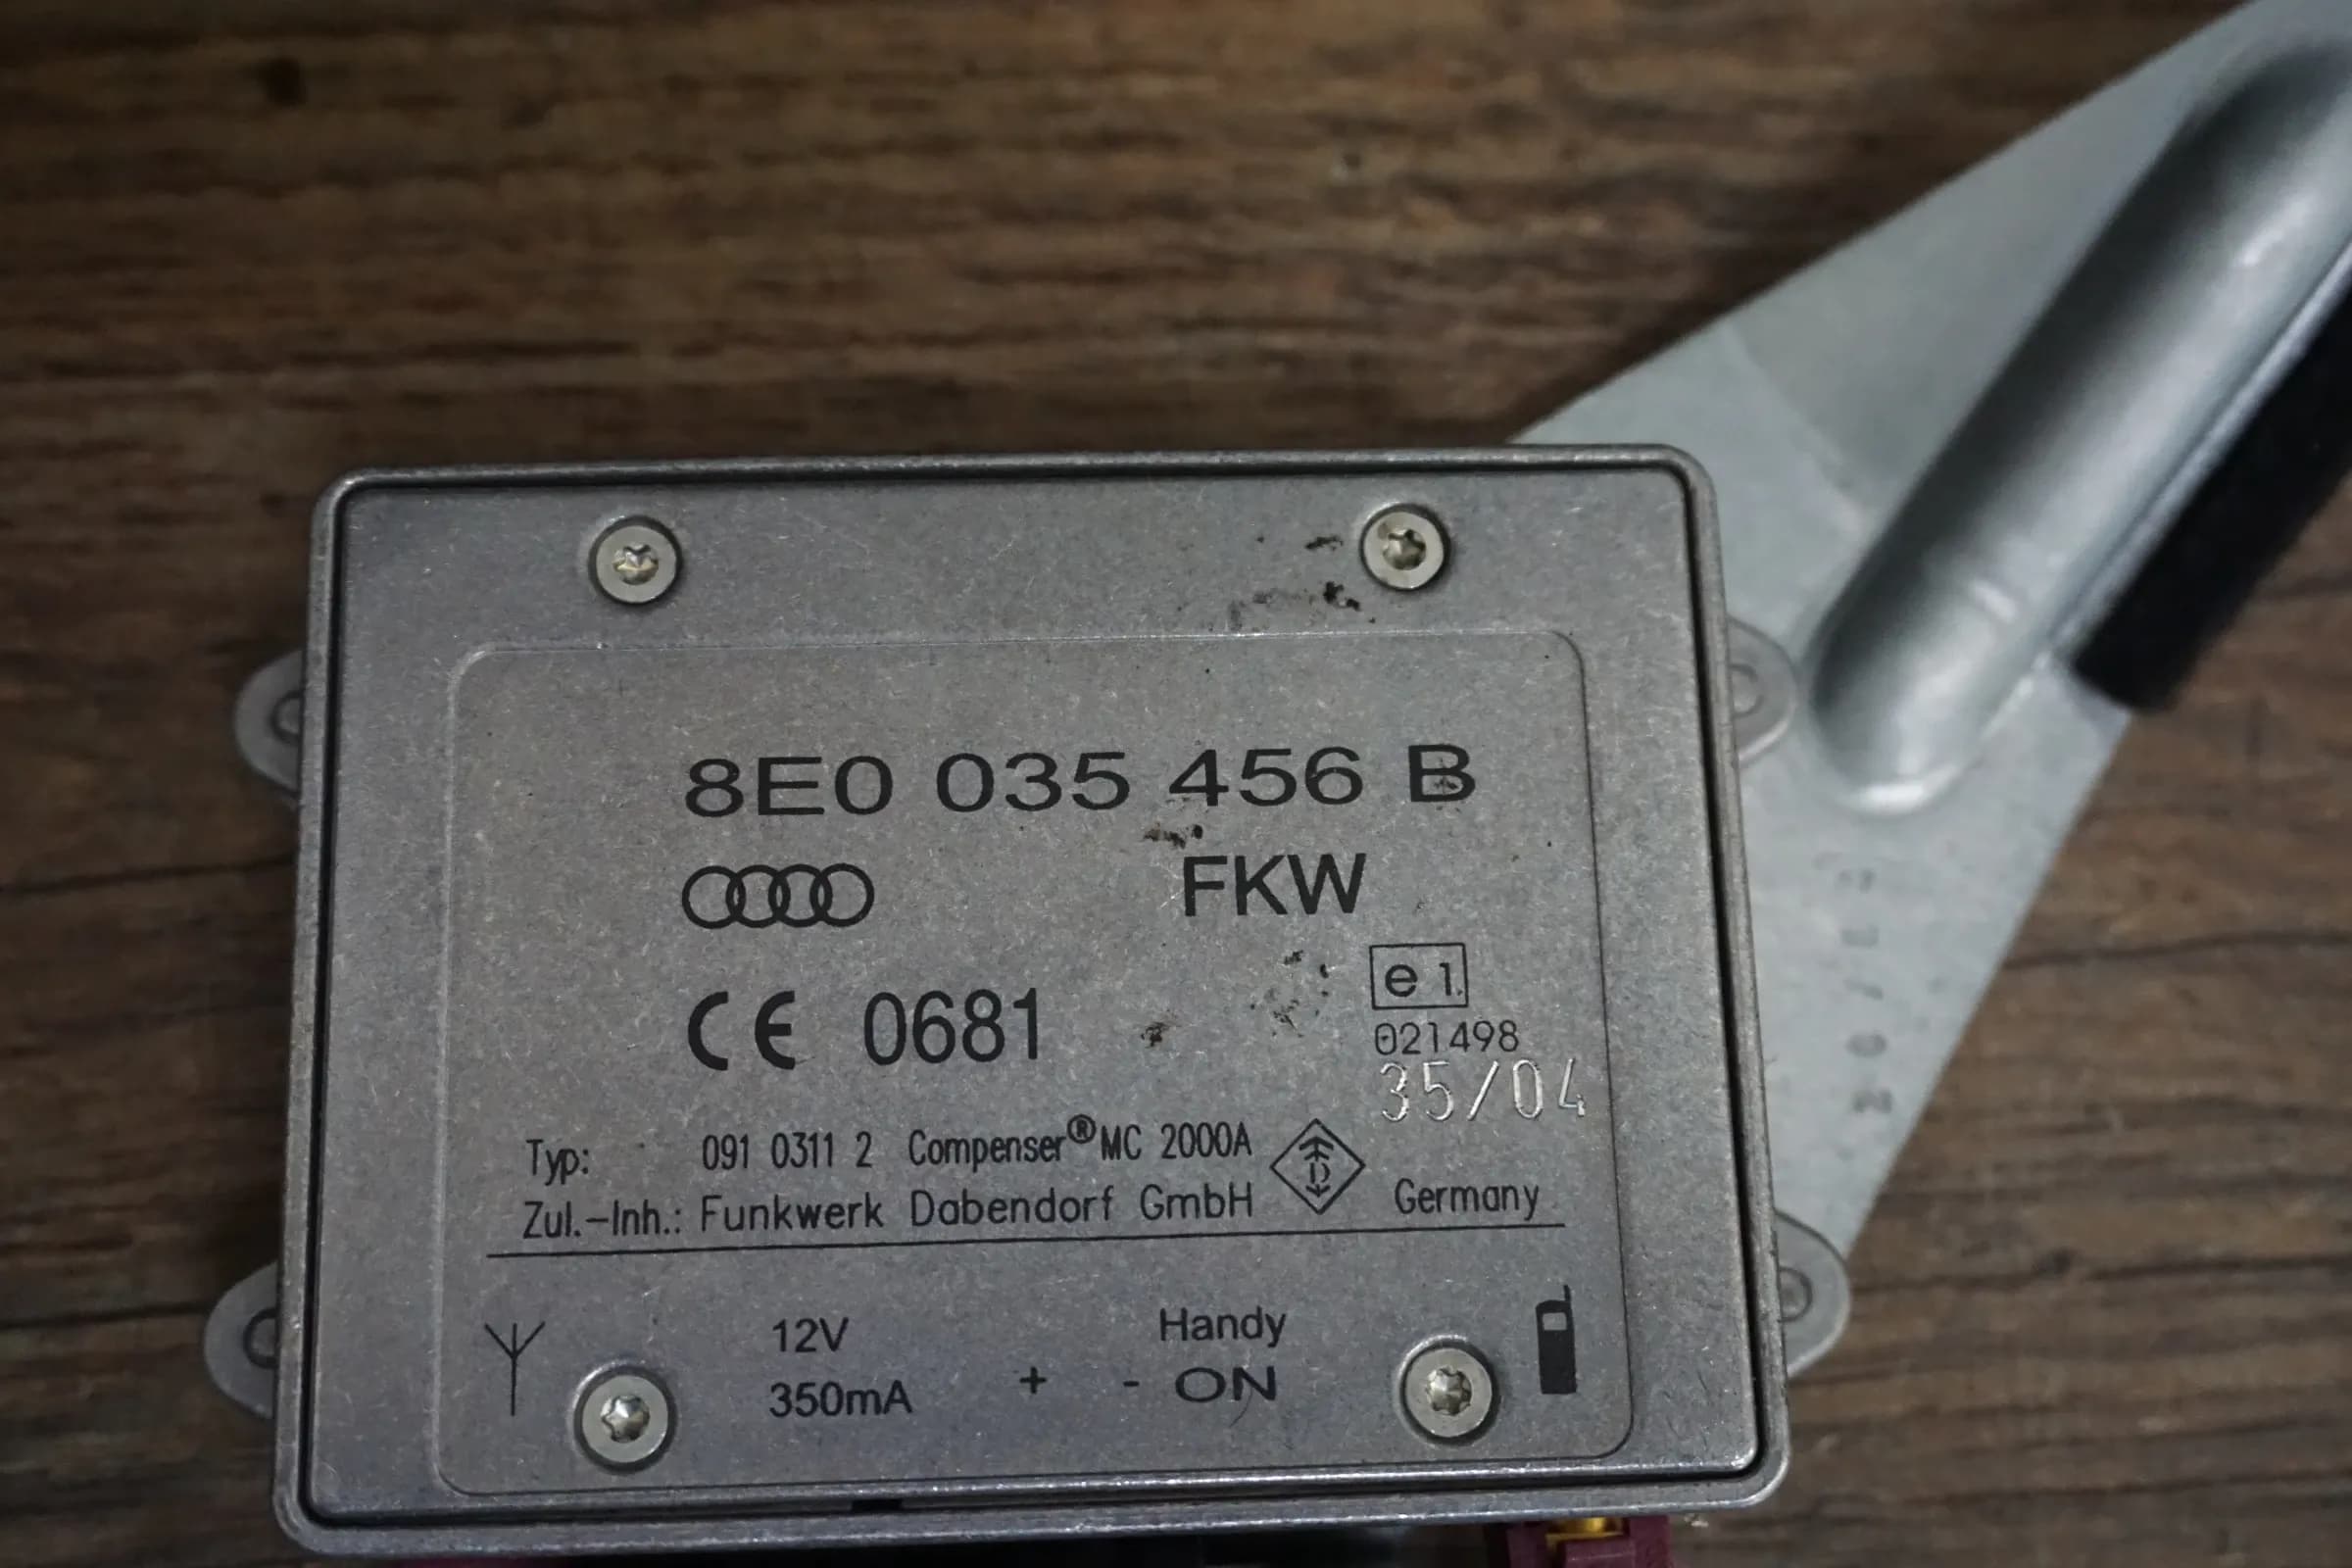 8E0 035 456 B
FKW
CE 0681
e 1
021498
35/04
Typ: 091 0311 2 Compenser® MC 2000A
D
Zul.-Inh.: Funkwerk Dabendorf GmbH Germany
12V Handy
350mA + - ON